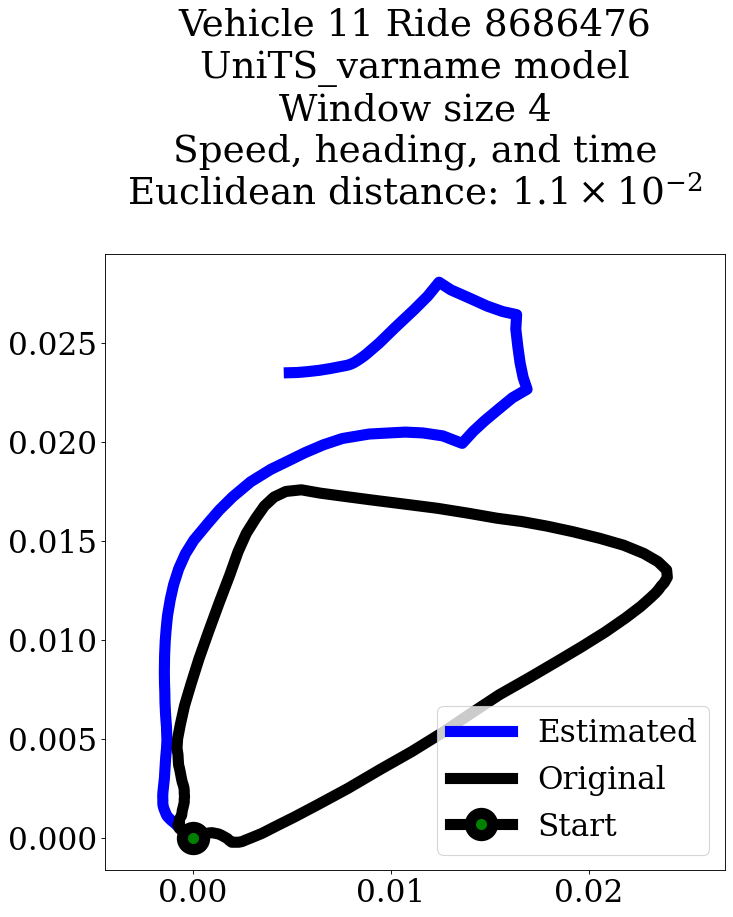 Vehicle 11 Ride 8686476
UniTS_varname model
Window size 4
Speed, heading, and time
Euclidean distance: 1.1 × 10⁻²
0.025
0.020
0.015
0.010
0.005
0.000
0.00 0.01 0.02
Estimated
Original
Start